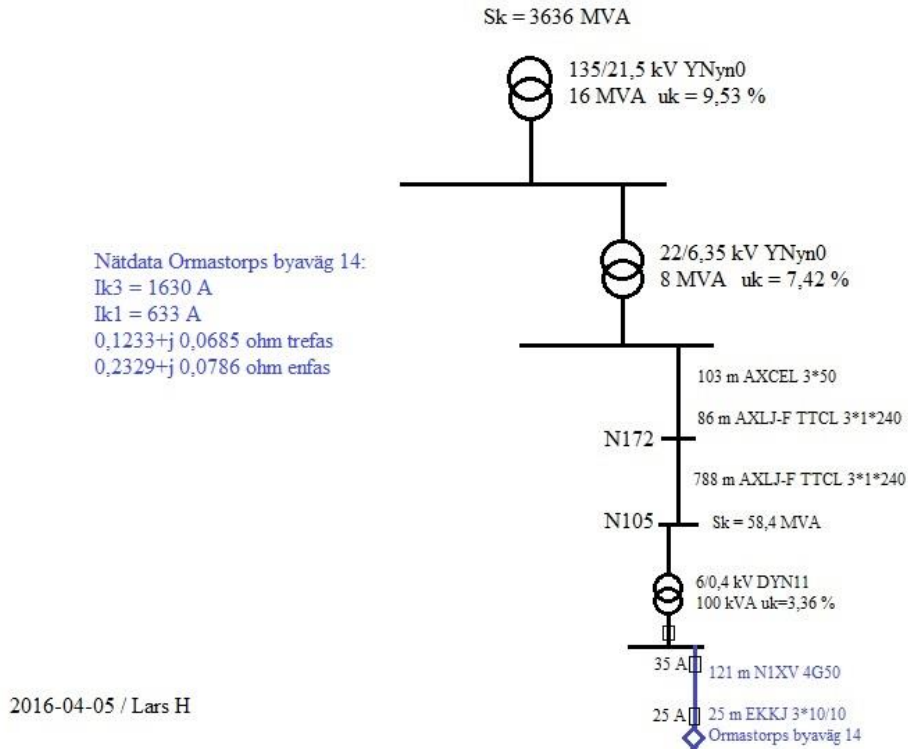 Sk = 3636 MVA
135/21,5 kV YNyn0
16 MVA uk = 9,53 %
22/6,35 kV YNyn0
8 MVA uk = 7,42 %
Nätdata Ormastorps byaväg 14:
Ik3 = 1630 A
Ik1 = 633 A
0,1233+j 0,0685 ohm trefas
0,2329+j 0,0786 ohm enfas
103 m AXCEL 3*50
86 m AXLJ-F TTCL 3*1*240
N172
788 m AXLJ-F TTCL 3*1*240
N105
Sk = 58,4 MVA
6/0,4 kV DYN11
100 kVA uk=3,36 %
35 A
121 m N1XV 4G50
25 A
25 m EKKJ 3*10/10
Ormastorps byaväg 14
2016-04-05 / Lars H